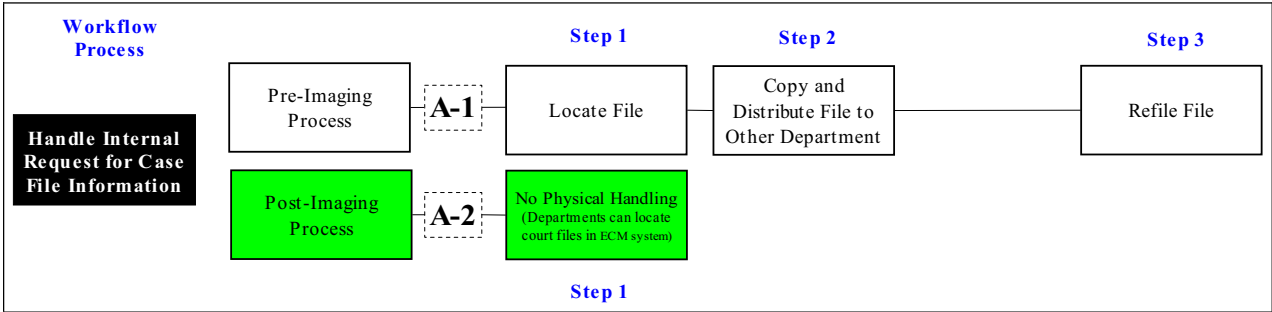 Workflow
Process
Step 1
Step 2
Step 3
Handle Internal
Request for Case
File Information
Pre-Imaging
Process
A-1
Locate File
Copy and
Distribute File to
Other Department
Refile File
Post-Imaging
Process
A-2
No Physical Handling
(Departments can locate
court files in ECM system)
Step 1